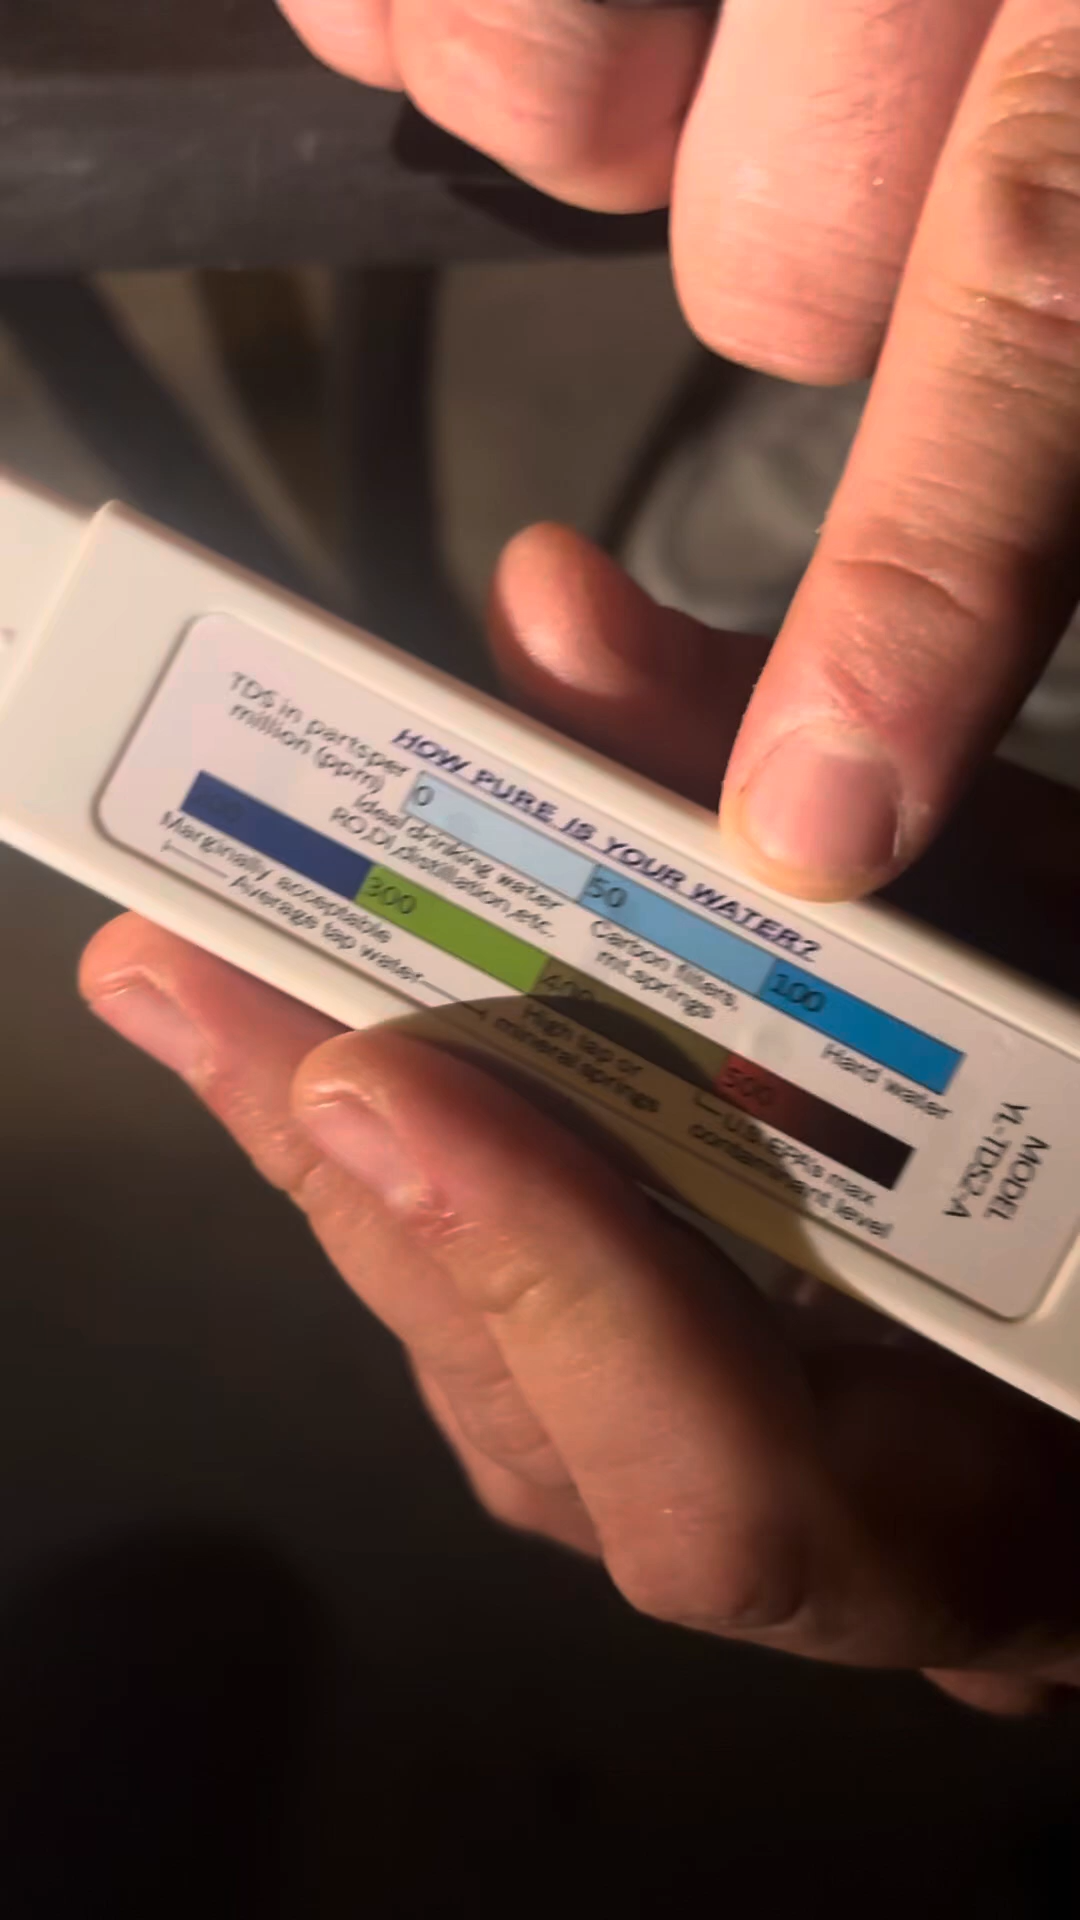 HOW PURE IS YOUR WATER?
TDS in partsper
million (ppm)
0
50
100
Ideal drinking water
RO,DI,distillation,etc,
Carbon filters,
mt.springs
Hard water
300
400
500
Marginally acceptable
Average tap water
High tap or
mineral springs
U.S EPA's max
contaminant level
MODEL
YL-TDS2-A